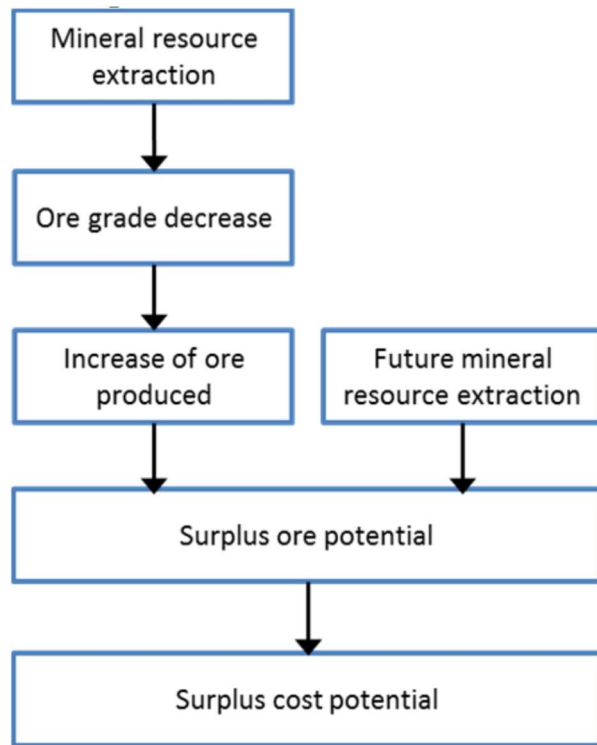 Mineral resource
extraction
Ore grade decrease
Increase of ore
produced
Future mineral
resource extraction
Surplus ore potential
Surplus cost potential